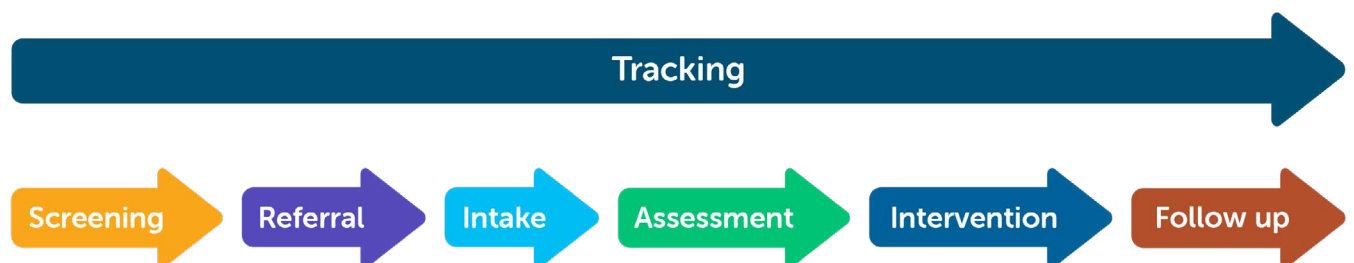 Tracking
Screening
Referral
Intake
Assessment
Intervention
Follow up